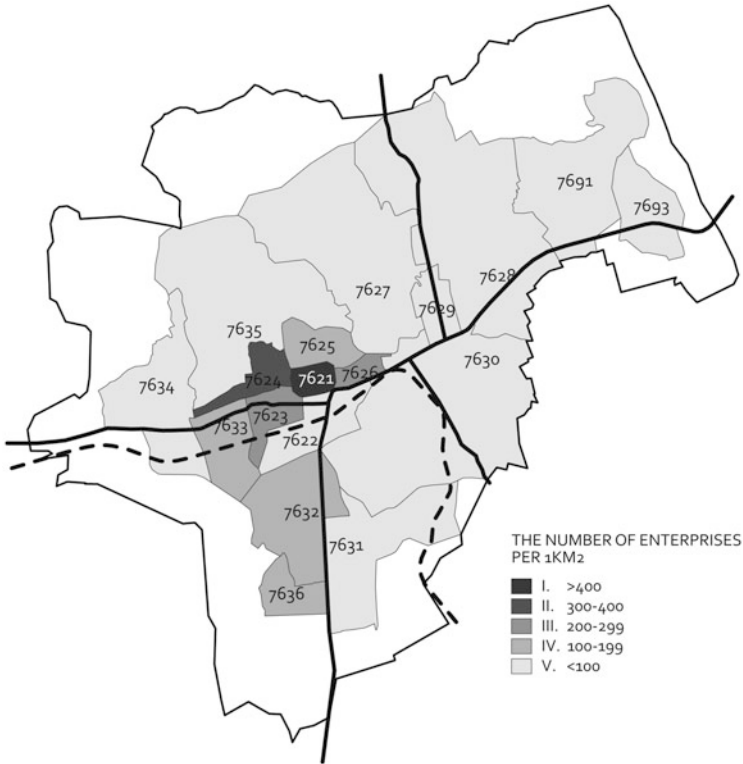 7691
7693
7627
7628
7629
7635
7625
7630
7634
7624
7621
7626
7633
7623
7622
7632
7631
7636
THE NUMBER OF ENTERPRISES
PER 1KM2
I. >400
II. 300-400
III. 200-299
IV. 100-199
V. <100